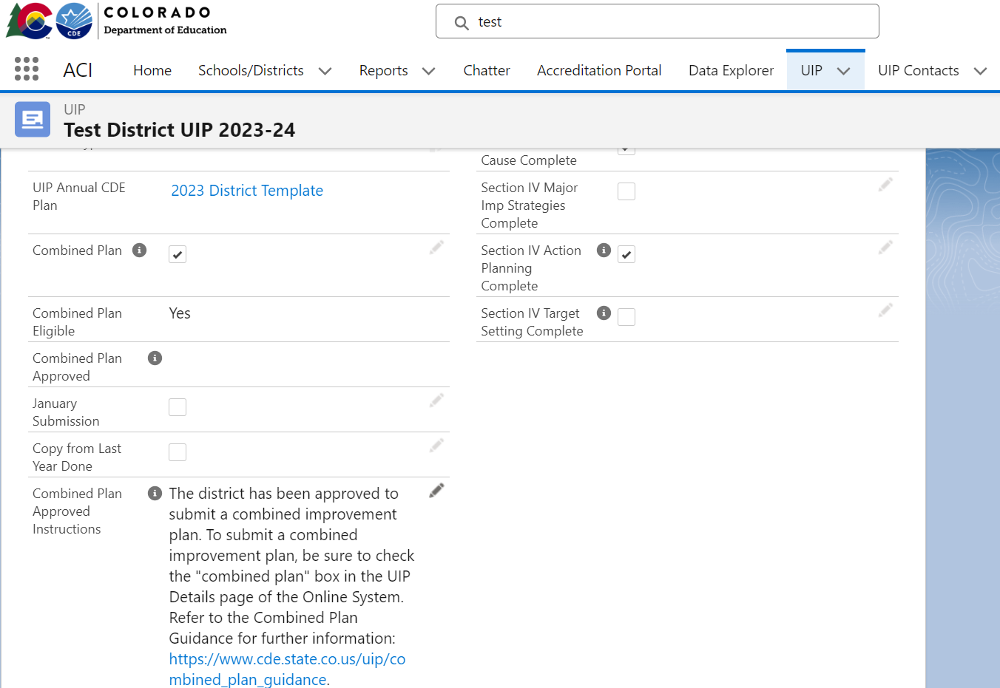 COLORADO
CDE
Department of Education
test
ACI
Home
Schools/Districts
Reports
Chatter
Accreditation Portal
Data Explorer
UIP
UIP Contacts
UIP
Test District UIP 2023-24
UIP Annual CDE
Plan
2023 District Template
Combined Plan
Combined Plan
Eligible
Yes
Combined Plan
Approved
January
Submission
Copy from Last
Year Done
Combined Plan
Approved
Instructions
The district has been approved to
submit a combined improvement
plan. To submit a combined
improvement plan, be sure to check
the "combined plan" box in the UIP
Details page of the Online System.
Refer to the Combined Plan
Guidance for further information:
https://www.cde.state.co.us/uip/co
mbined_plan_guidance.
Cause Complete
Section IV Major
Imp Strategies
Complete
Section IV Action
Planning
Complete
Section IV Target
Setting Complete